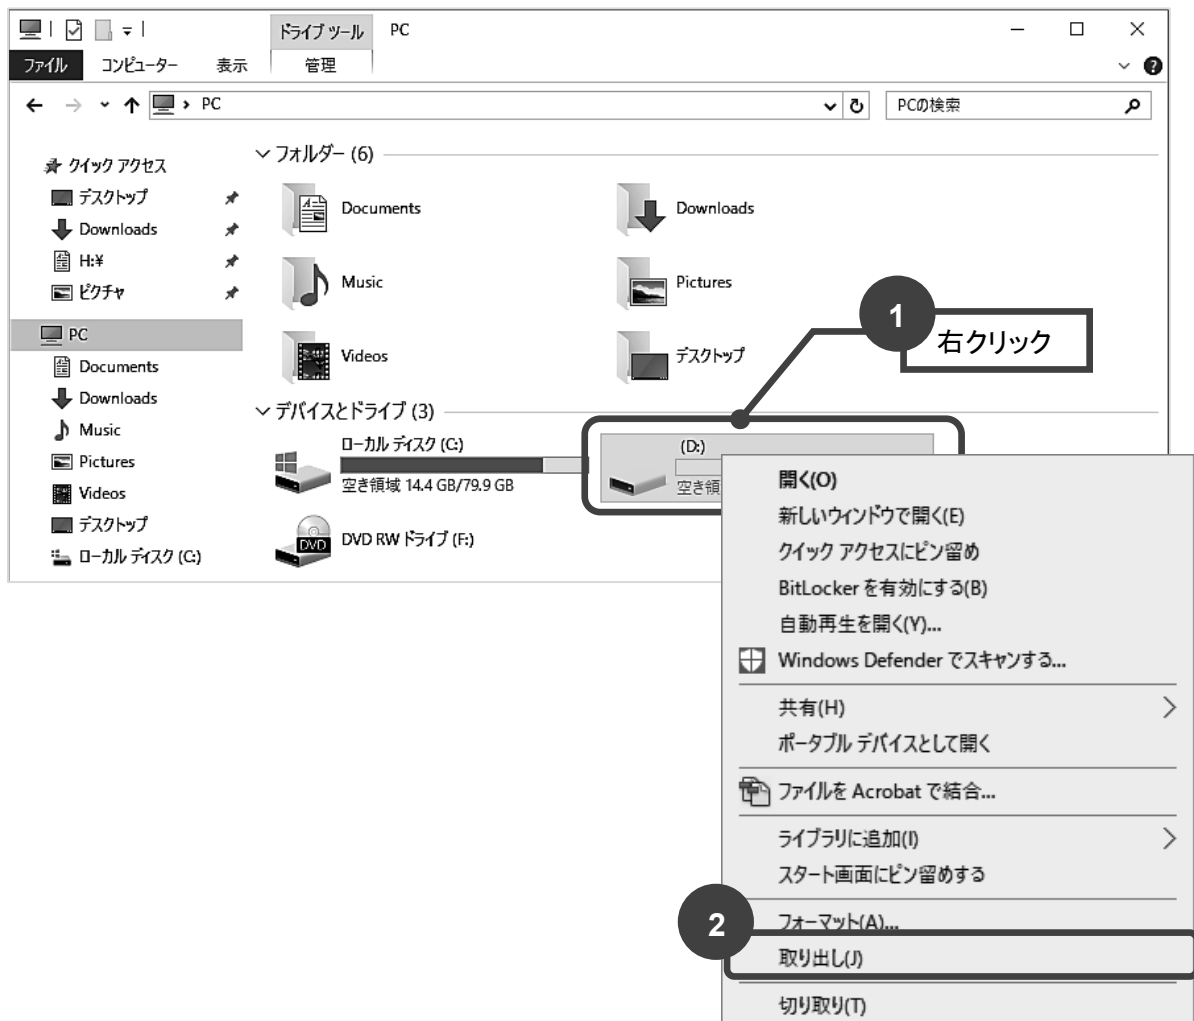 ドライブ ツール PC
ファイル コンピューター 表示 管理
PC
PCの検索
クイック アクセス
デスクトップ
Downloads
H:¥
ピクチャ
PC
Documents
Downloads
Music
Pictures
Videos
デスクトップ
ローカル ディスク (C:)
フォルダー (6)
Documents
Downloads
Music
Pictures
Videos
デスクトップ
デバイスとドライブ (3)
ローカル ディスク (C:)
空き領域 14.4 GB/79.9 GB
(D:)
空き領
DVD
DVD RW ドライブ (F:)
1
右クリック
開く(O)
新しいウィンドウで開く(E)
クイック アクセスにピン留め
BitLocker を有効にする(B)
自動再生を開く(Y)...
Windows Defender でスキャンする...
共有(H)
ポータブル デバイスとして開く
ファイルを Acrobat で結合...
ライブラリに追加(I)
スタート画面にピン留めする
フォーマット(A)...
2
取り出し(J)
切り取り(T)